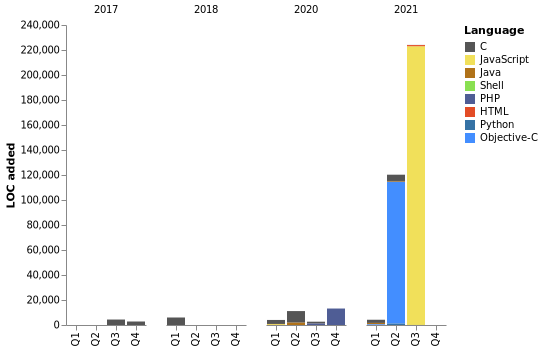 2017 2018 2020 2021
240,000
220,000
200,000
180,000
160,000
140,000
120,000
100,000
80,000
60,000
40,000
20,000
0
LOC added
Q1 Q2 Q3 Q4 Q1 Q2 Q3 Q4 Q1 Q2 Q3 Q4 Q1 Q2 Q3 Q4
Language
C
JavaScript
Java
Shell
PHP
HTML
Python
Objective-C